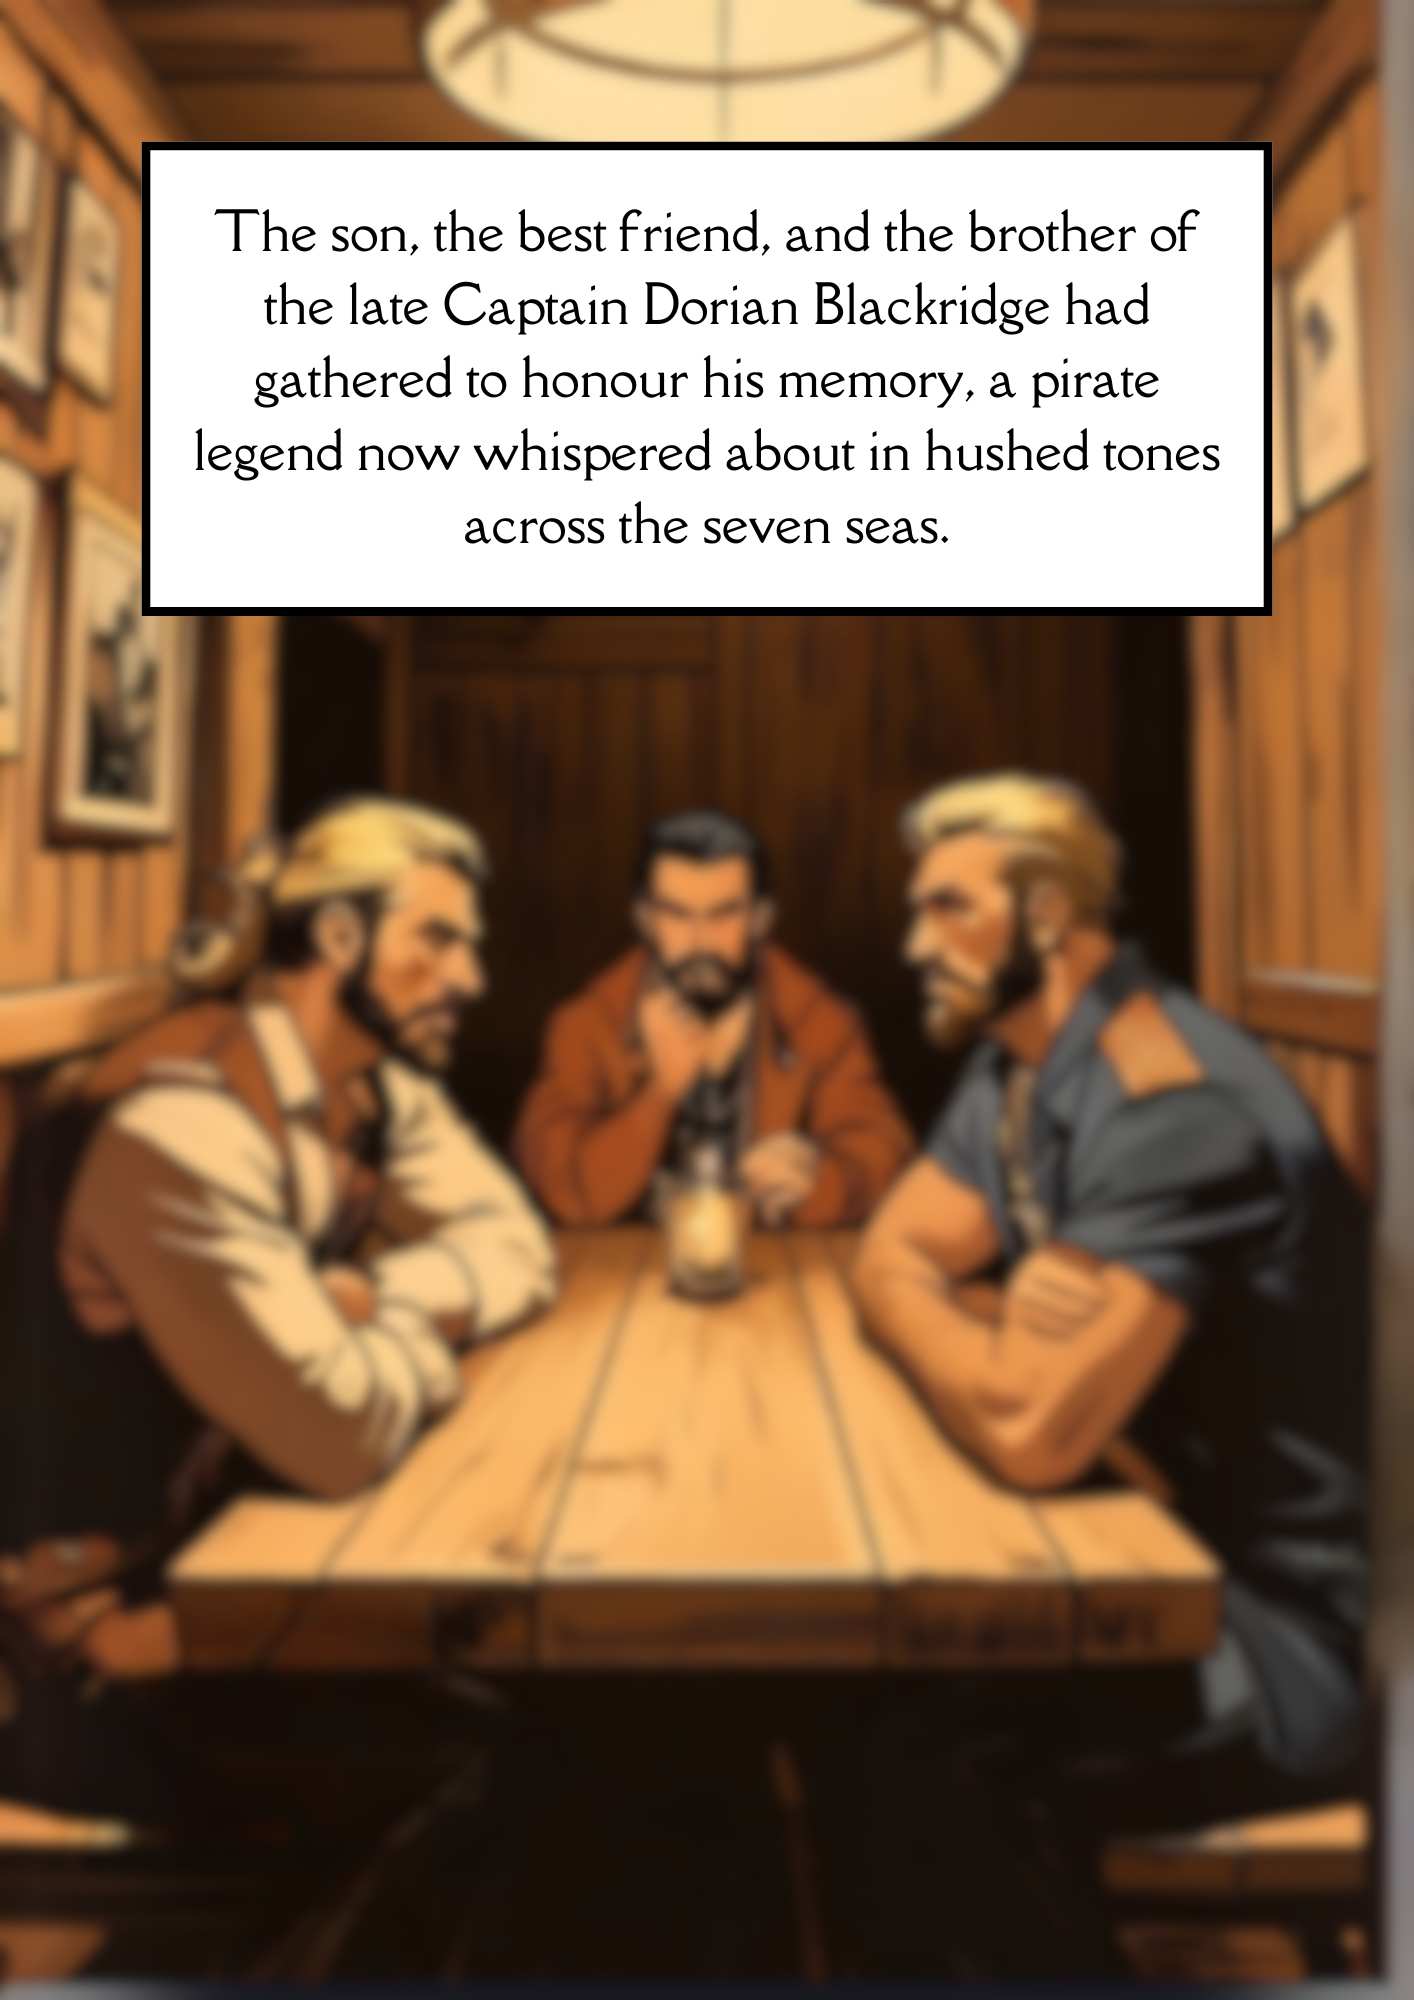 The son, the best friend, and the brother of
the late Captain Dorian Blackridge had
gathered to honour his memory, a pirate
legend now whispered about in hushed tones
across the seven seas.